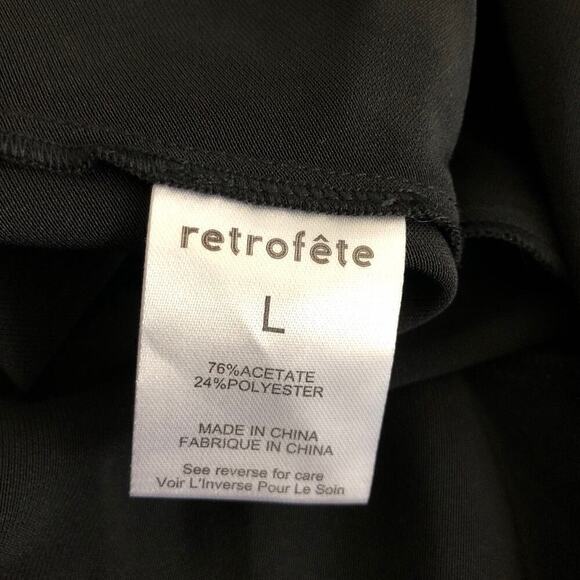 retrofête
L
76%ACETATE
24%POLYESTER
MADE IN CHINA
FABRIQUE IN CHINA
See reverse for care
Voir L'Inverse Pour Le Soin